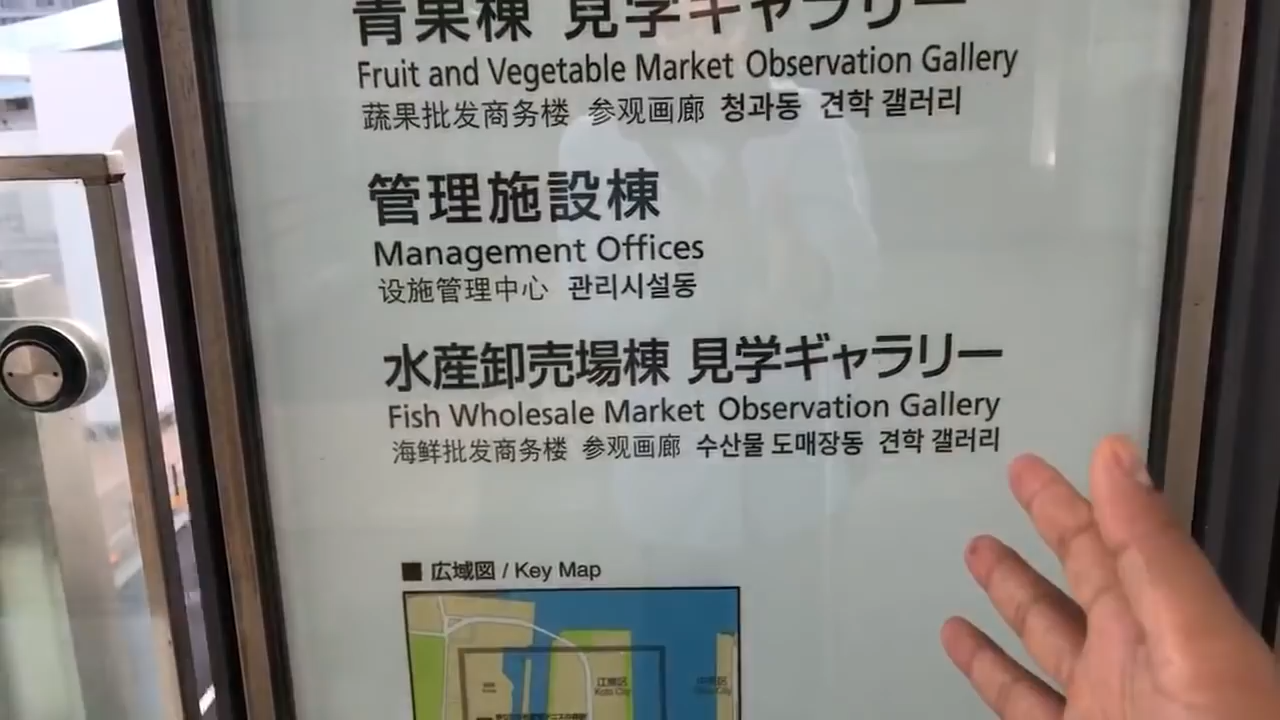 青果棟 見学ギャラリー
Fruit and Vegetable Market Observation Gallery
蔬果批发商务楼 参观画廊 청과동 견학 갤러리
管理施設棟
Management Offices
设施管理中心 관리시설동
水産卸売場棟 見学ギャラリー
Fish Wholesale Market Observation Gallery
海鲜批发商务楼 参观画廊 수산물 도매장동 견학 갤러리
■ 広域図 / Key Map
江東区
Koto City